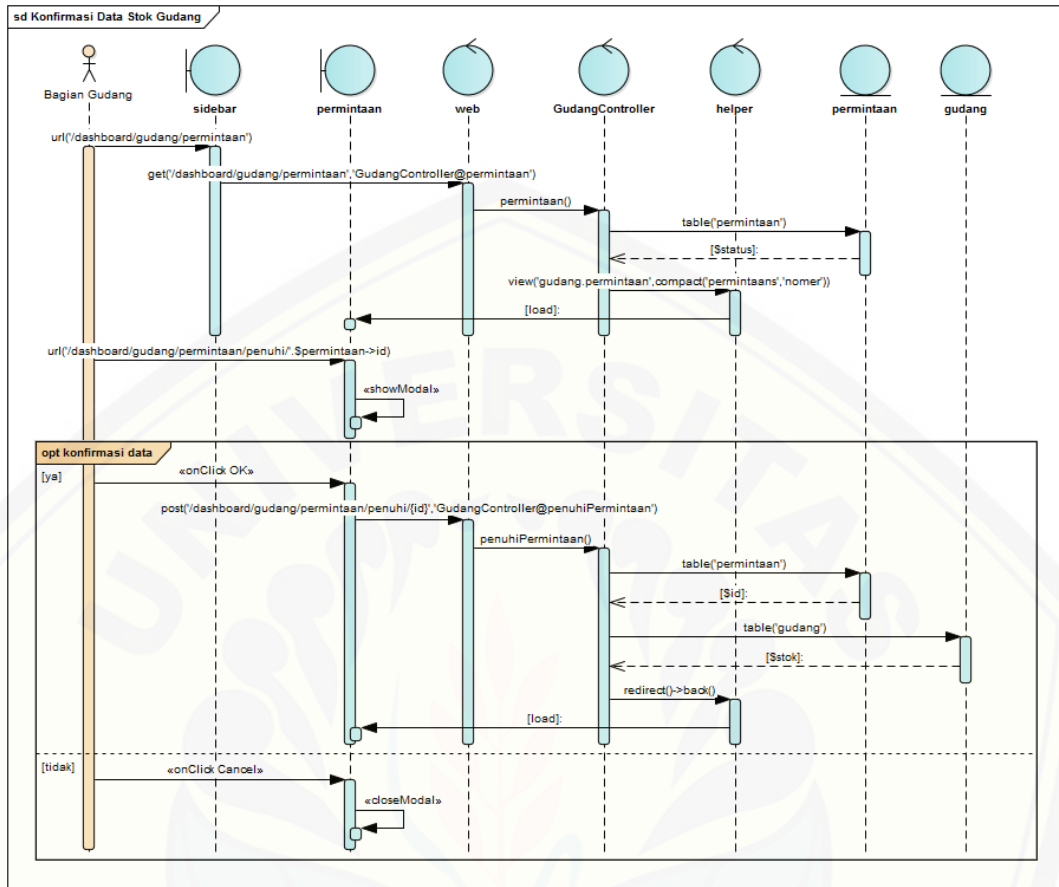 sd Konfirmasi Data Stok Gudang
Bagian Gudang
sidebar
permintaan
web
GudangController
helper
permintaan
gudang
url('/dashboard/gudang/permintaan')
get('/dashboard/gudang/permintaan','GudangController@permintaan')
permintaan()
table('permintaan')
[$status]:
view('gudang.permintaan',compact('permintaans','nomer'))
[load]:
url('/dashboard/gudang/permintaan/penuhi/'.$permintaan->id)
«showModal»
opt konfirmasi data
[ya]
«onClick OK»
post('/dashboard/gudang/permintaan/penuhi/{id}','GudangController@penuhiPermintaan')
penuhiPermintaan()
table('permintaan')
[$id]:
table('gudang')
[$stok]:
redirect()->back()
[load]:
[tidak]
«onClick Cancel»
«closeModal»
UNIVERSITAS